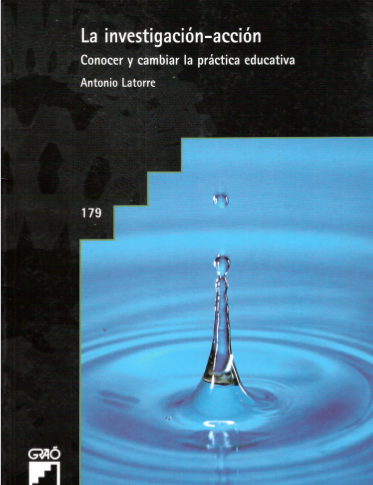 La investigación-acción
Conocer y cambiar la práctica educativa
Antonio Latorre
179
GRAÓ